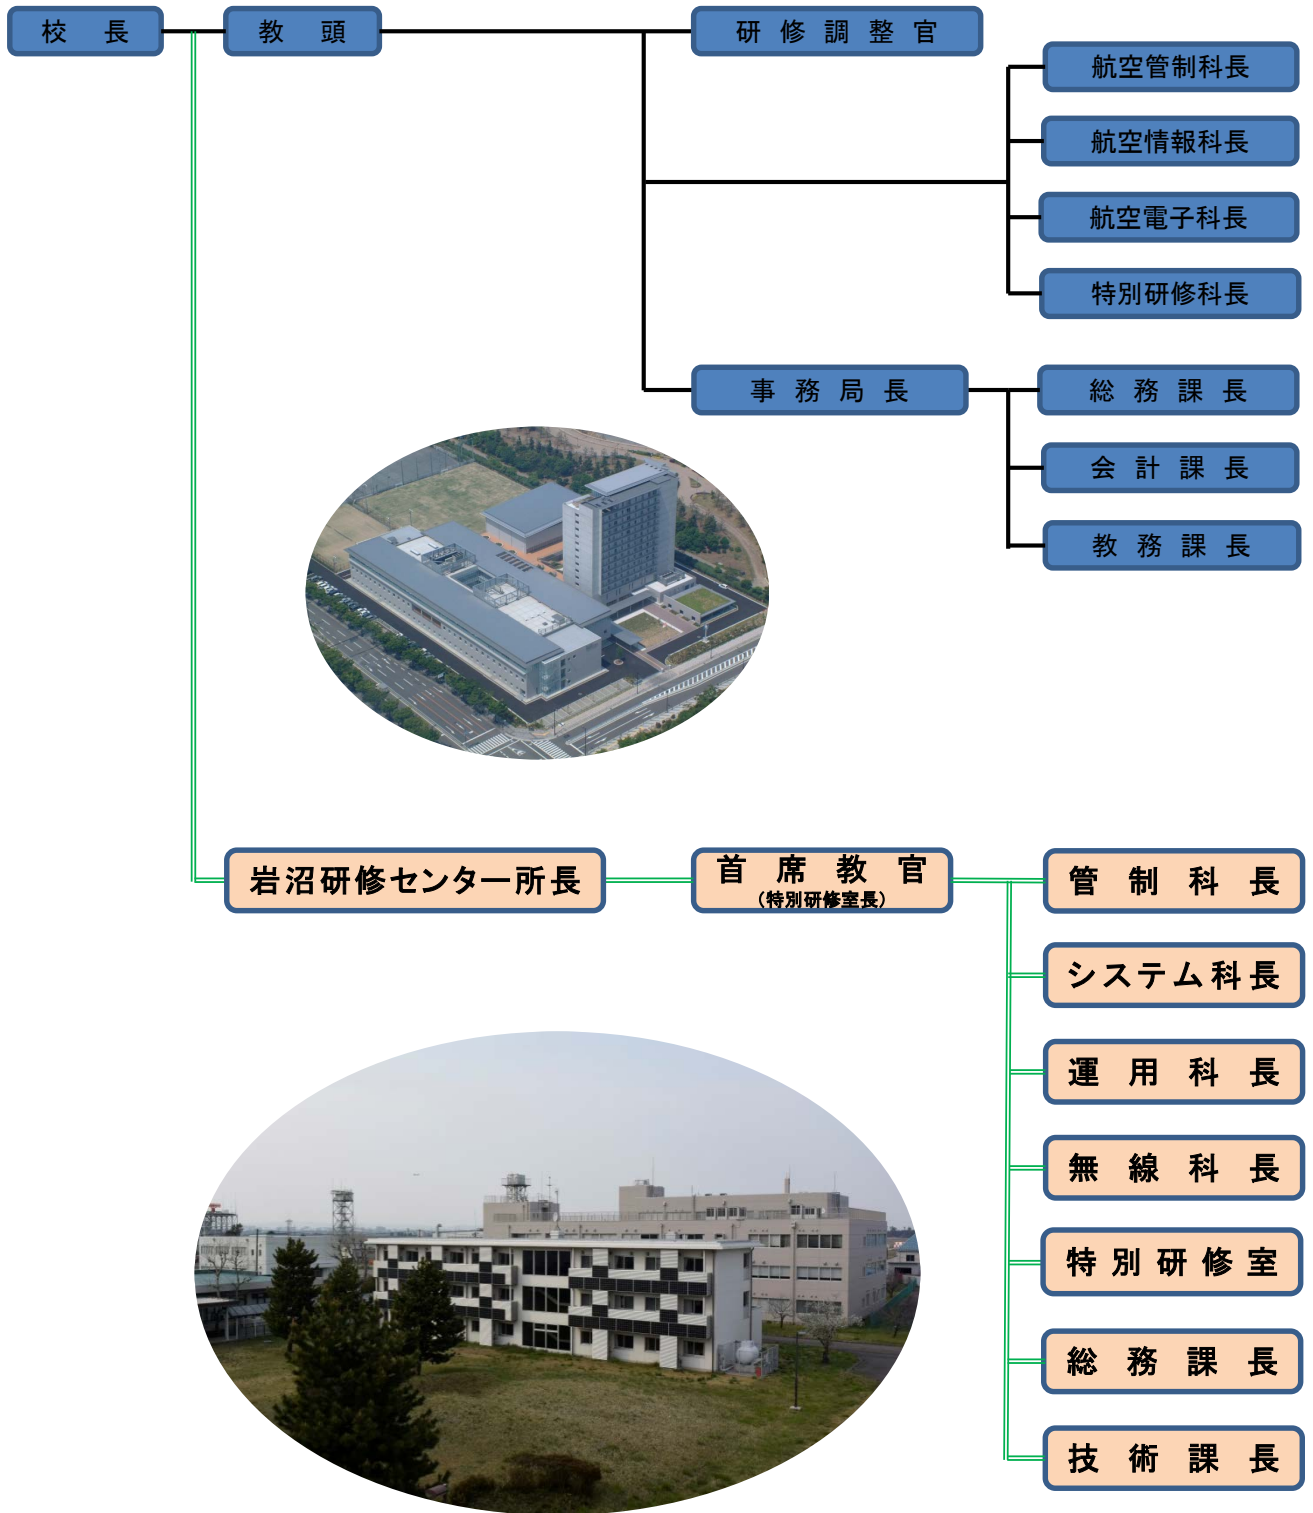 校長
教頭
研修調整官
航空管制科長
航空情報科長
航空電子科長
特別研修科長
事務局長
総務課長
会計課長
教務課長
岩沼研修センター所長
首席教官
（特別研修室長）
管制科長
システム科長
運用科長
無線科長
特別研修室
総務課長
技術課長